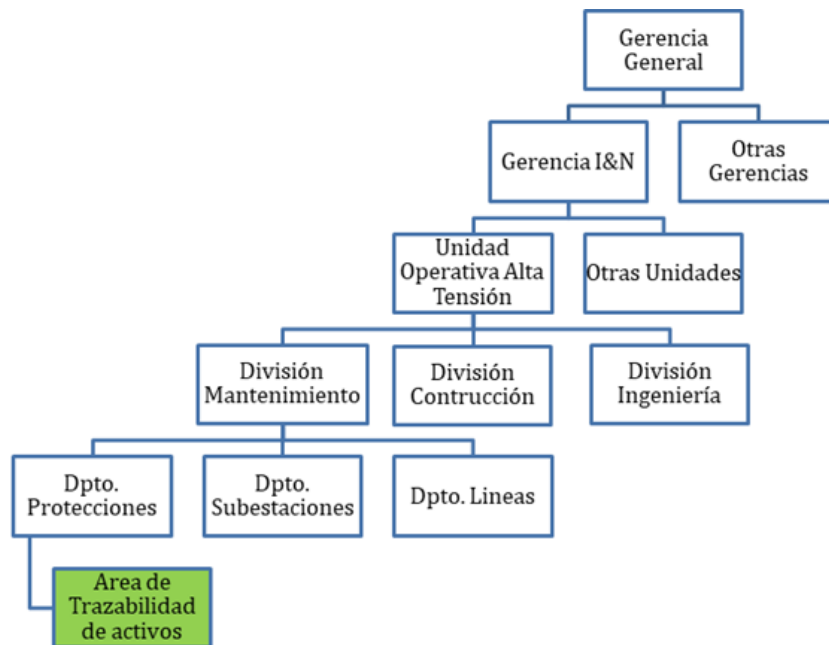 Gerencia
General
Gerencia I&N
Otras
Gerencias
Unidad
Operativa Alta
Tensión
Otras Unidades
División
Mantenimiento
División
Contrucción
División
Ingeniería
Dpto.
Protecciones
Dpto.
Subestaciones
Dpto. Lineas
Area de
Trazabilidad
de activos